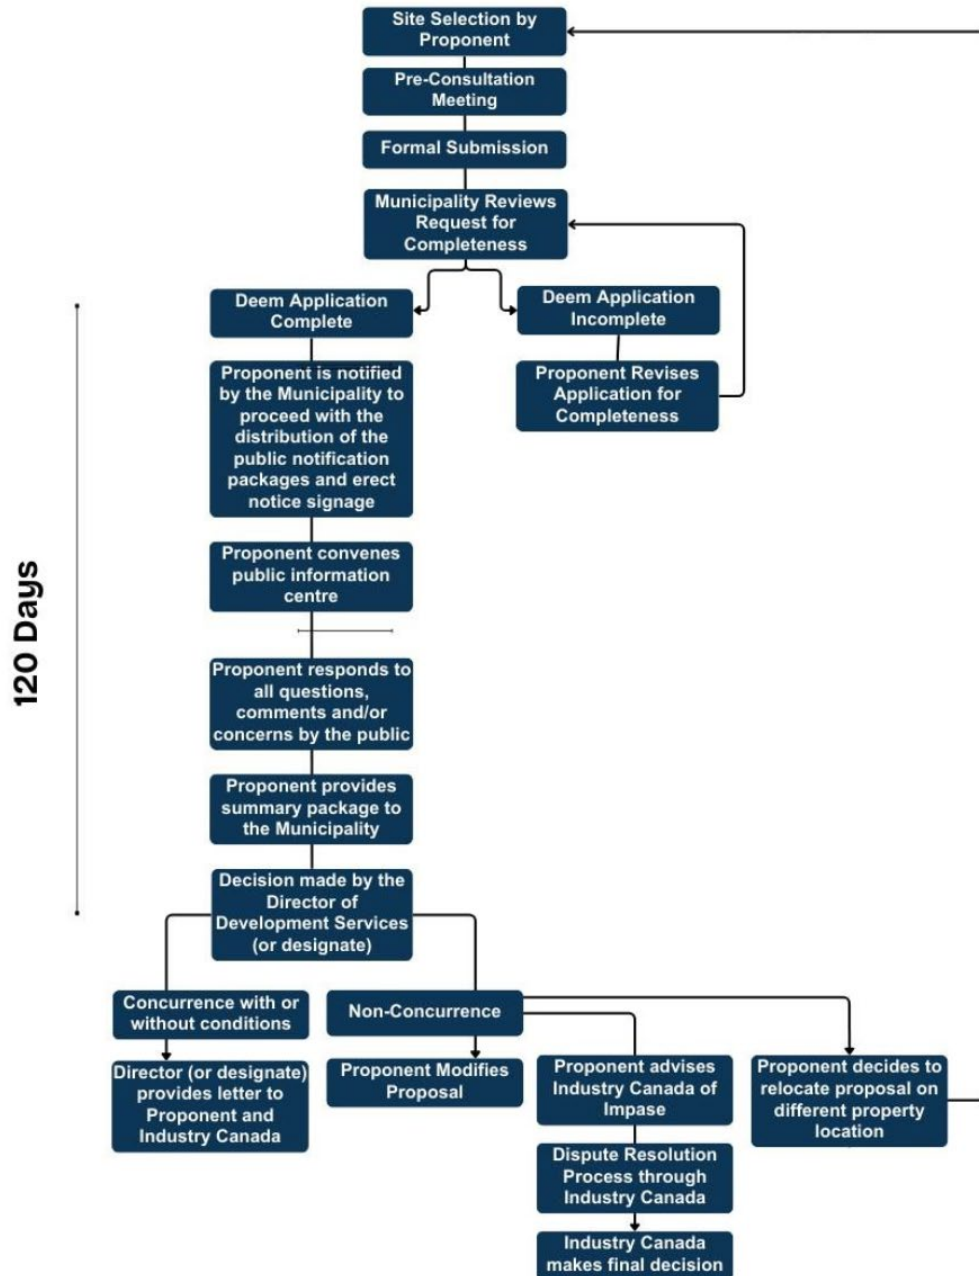 Site Selection by
Proponent
Pre-Consultation
Meeting
Formal Submission
Municipality Reviews
Request for
Completeness
Deem Application
Complete
Deem Application
Incomplete
Proponent is notified
by the Municipality to
proceed with the
distribution of the
public notification
packages and erect
notice signage
Proponent Revises
Application for
Completeness
120 Days
Proponent convenes
public information
centre
Proponent responds to
all questions,
comments and/or
concerns by the public
Proponent provides
summary package to
the Municipality
Decision made by the
Director of
Development Services
(or designate)
Concurrence with or
without conditions
Non-Concurrence
Director (or designate)
provides letter to
Proponent and
Industry Canada
Proponent Modifies
Proposal
Proponent advises
Industry Canada of
Impase
Proponent decides to
relocate proposal on
different property
location
Dispute Resolution
Process through
Industry Canada
Industry Canada
makes final decision